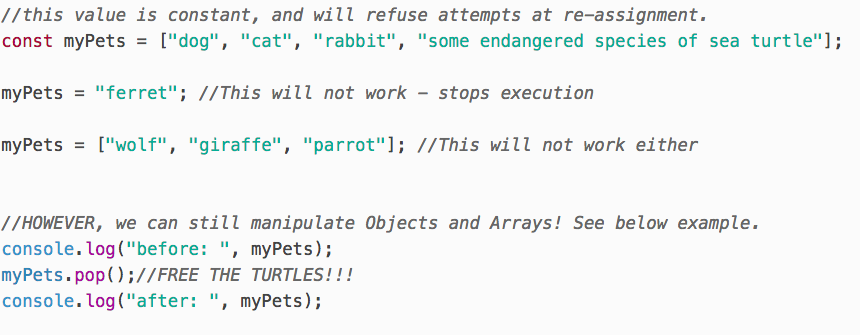 //this value is constant, and will refuse attempts at re-assignment.
const myPets = ["dog", "cat", "rabbit", "some endangered species of sea turtle"];
myPets = "ferret"; //This will not work – stops execution
myPets = ["wolf", "giraffe", "parrot"]; //This will not work either
//HOWEVER, we can still manipulate Objects and Arrays! See below example.
console.log("before: ", myPets);
myPets.pop();//FREE THE TURTLES!!!
console.log("after: ", myPets);